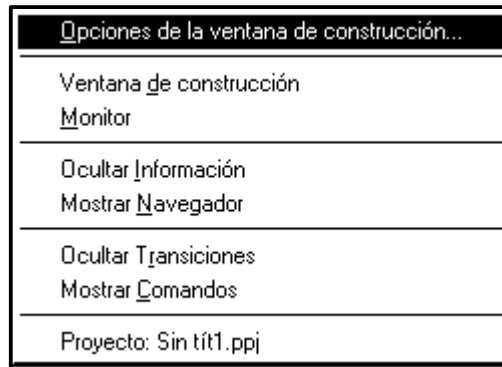 Opciones de la ventana de construcción...
Ventana de construcción
Monitor
Ocultar Información
Mostrar Navegador
Ocultar Transiciones
Mostrar Comandos
Proyecto: Sin tít1.ppj